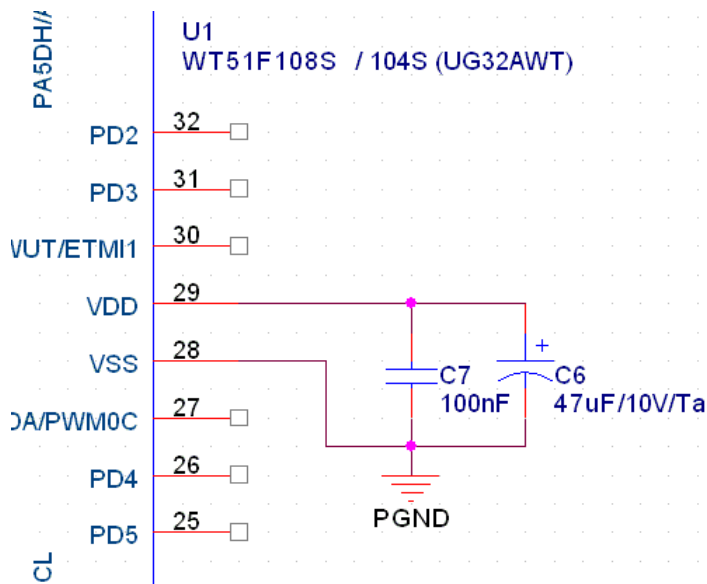 PA5DH/A
U1
WT51F108S / 104S (UG32AWT)
PD2 32
PD3 31
WUT/ETMI1 30
VDD 29
VSS 28
DA/PWM0C 27
PD4 26
PD5 25
CL
+
C7
100nF
C6
47uF/10V/Ta
PGND